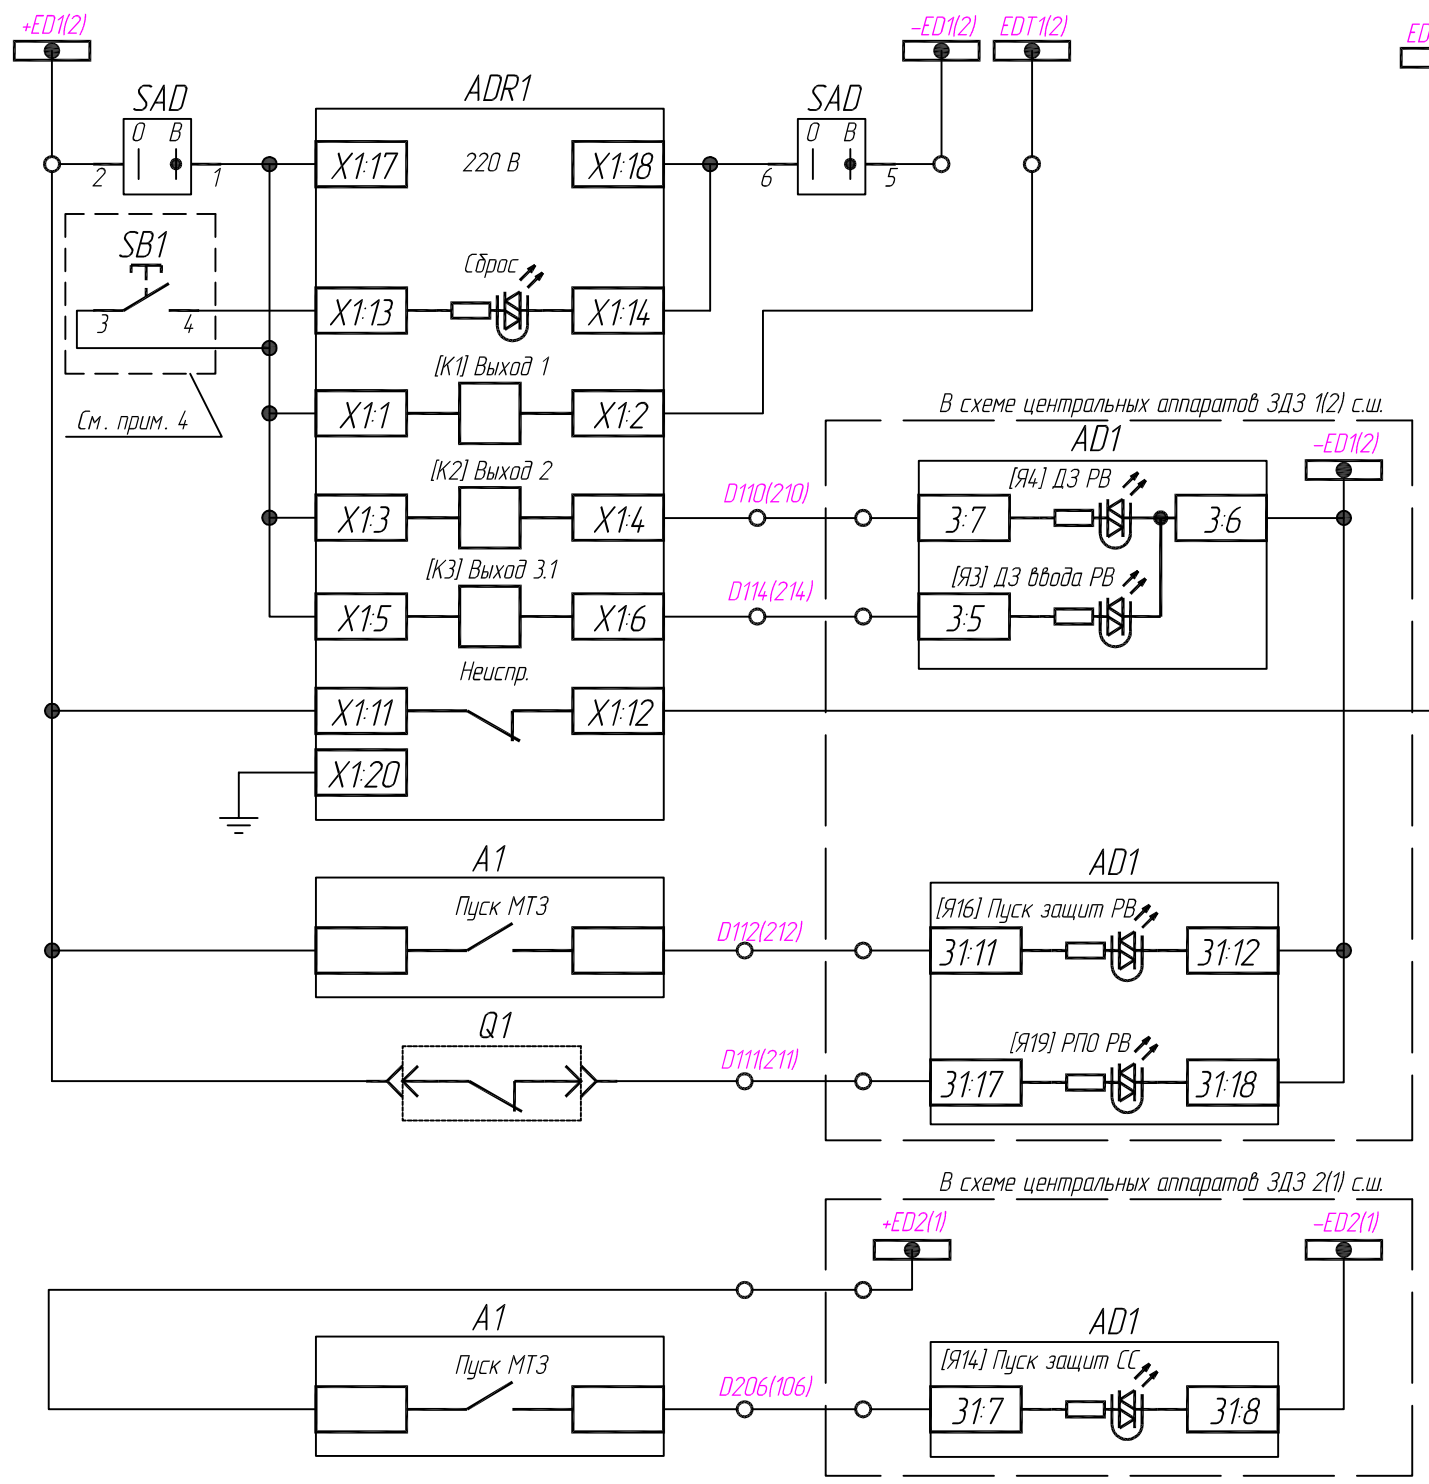 +ED1(2)
-ED1(2)
EDT1(2)
ED
SAD
O B
2
1
ADR1
X1:17
220 В
X1:18
SAD
O B
6
5
SB1
3
4
См. прим. 4
Сброс
X1:13
X1:14
[К1] Выход 1
X1:1
X1:2
[К2] Выход 2
X1:3
X1:4
[К3] Выход 3.1
X1:5
X1:6
Неиспр.
X1:11
X1:12
X1:20
D110(210)
D114(214)
В схеме центральных аппаратов ЗДЗ 1(2) с.ш.
AD1
-ED1(2)
[Я4] ДЗ РВ
3:7
3:6
[Я3] ДЗ ввода РВ
3:5
A1
Пуск МТЗ
D112(212)
AD1
[Я16] Пуск защит РВ
31:11
31:12
Q1
D111(211)
[Я19] РПО РВ
31:17
31:18
В схеме центральных аппаратов ЗДЗ 2(1) с.ш.
+ED2(1)
-ED2(1)
A1
Пуск МТЗ
D206(106)
AD1
[Я14] Пуск защит СС
31:7
31:8